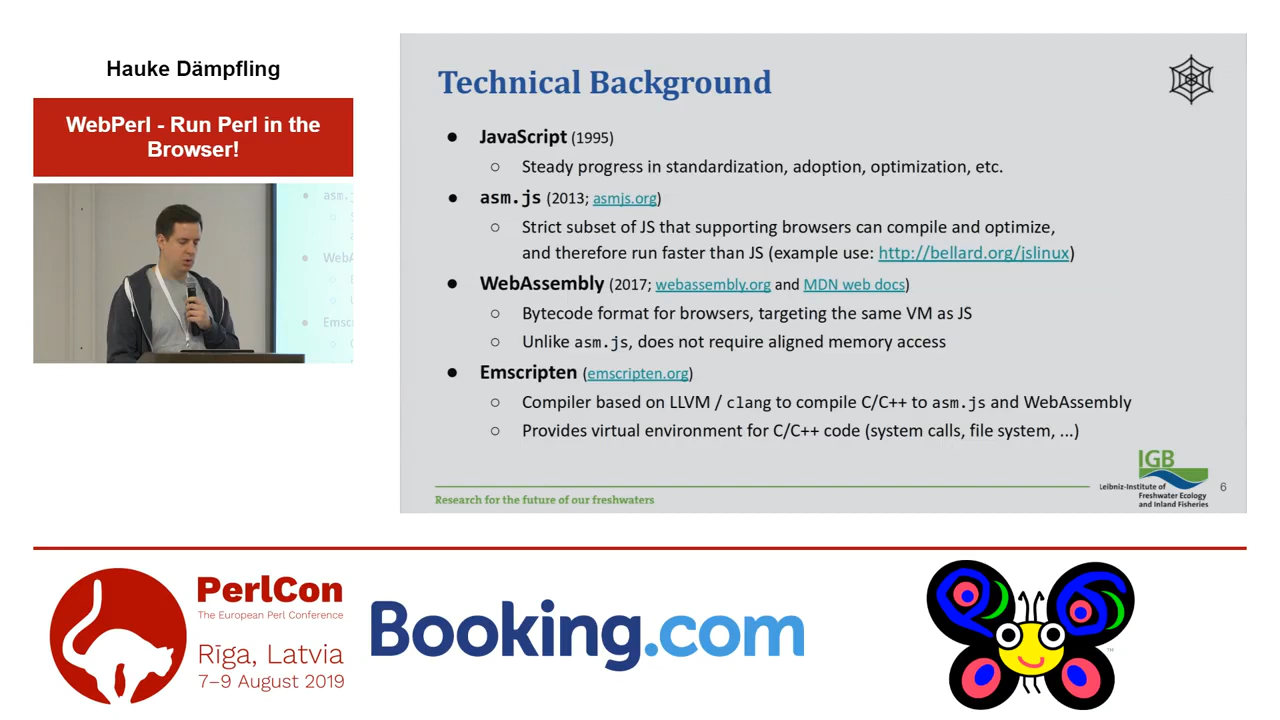 Hauke Dämpfling
WebPerl - Run Perl in the
Browser!
asm.j
WebA
Emsc
Technical Background
● JavaScript (1995)
○ Steady progress in standardization, adoption, optimization, etc.
● asm.js (2013; asmjs.org)
○ Strict subset of JS that supporting browsers can compile and optimize,
and therefore run faster than JS (example use: http://bellard.org/jslinux)
● WebAssembly (2017; webassembly.org and MDN web docs)
○ Bytecode format for browsers, targeting the same VM as JS
○ Unlike asm.js, does not require aligned memory access
● Emscripten (emscripten.org)
○ Compiler based on LLVM / clang to compile C/C++ to asm.js and WebAssembly
○ Provides virtual environment for C/C++ code (system calls, file system, ...)
Research for the future of our freshwaters
IGB
Leibniz-Institute of
Freshwater Ecology
and Inland Fisheries
6
PerlCon
The European Perl Conference
Rīga, Latvia
7–9 August 2019
Booking.com
TM